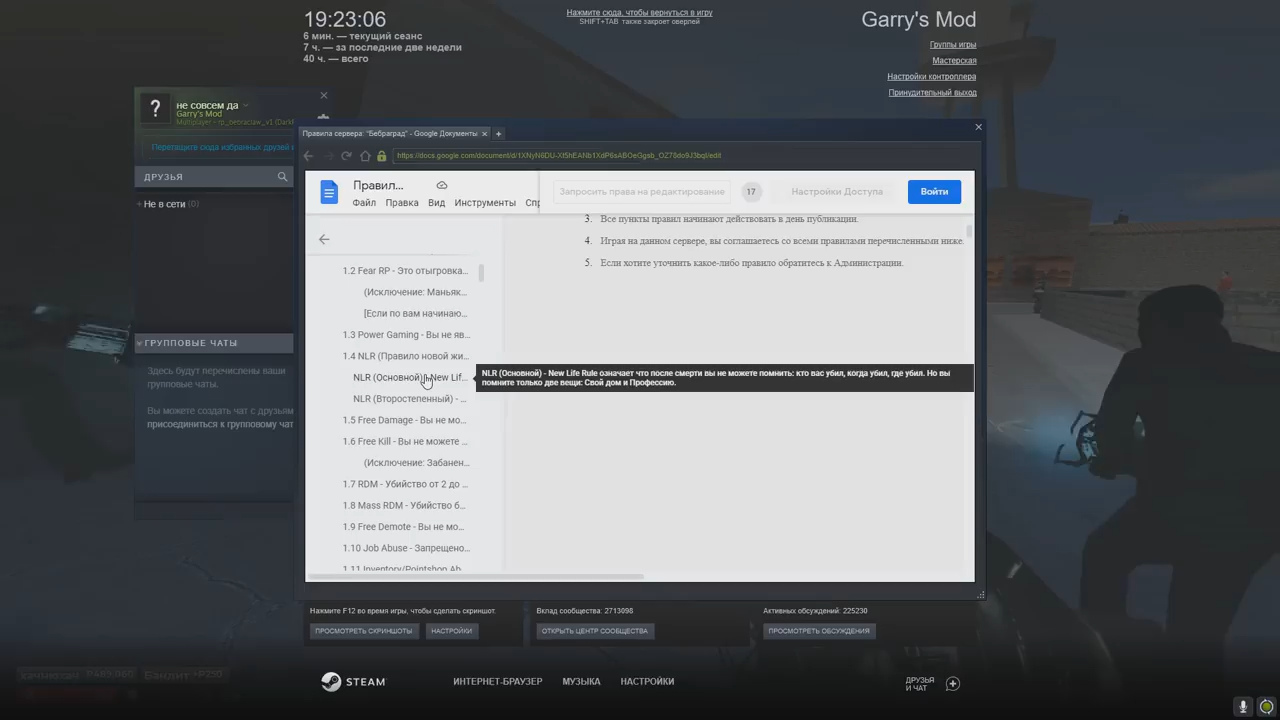 19:23:06
6 мин. — текущий сеанс
7 ч. — за последние две недели
40 ч. — всего
Нажмите сюда, чтобы вернуться в игру
SHIFT+TAB также закроет оверлей
Garry's Mod
Группы игры
Мастерская
Настройки контроллера
Принудительный выход
?
не совсем да
Garry's Mod
Перетащите сюда избранных друзей
ДРУЗЬЯ
Не в сети (0)
ГРУППОВЫЕ ЧАТЫ
Здесь будут перечислены ваши
групповые чаты.
Вы можете создать чат с друзьями
присоединиться к групповому чат
Правила сервера: "Бебраград" - Google Документы
Правил...
Файл Правка Вид Инструменты Спр
Запросить права на редактирование
17
Настройки Доступа
Войти
3. Все пункты правил начинают действовать в день публикации.
4. Играя на данном сервере, вы соглашаетесь со всеми правилами перечисленными ниже.
5. Если хотите уточнить какое-либо правило обратитесь к Администрации.
1.2 Fear RP - Это отыгровка...
(Исключение: Маньяк...
[Если по вам начинаю...
1.3 Power Gaming - Вы не яв...
1.4 NLR (Правило новой жи...
NLR (Основной) - New Lif...
NLR (Второстепенный) - ...
1.5 Free Damage - Вы не мо...
1.6 Free Kill - Вы не можете ...
(Исключение: Забанен...
1.7 RDM - Убийство от 2 до ...
1.8 Mass RDM - Убийство б...
1.9 Free Demote - Вы не мо...
1.10 Job Abuse - Запрещено...
1.11 Inventory/Pointshop Ab...
NLR (Основной) - New Life Rule означает что после смерти вы не можете помнить: кто вас убил, когда убил, где убил. Но вы
помните только две вещи: Свой дом и Профессию.
Нажмите F12 во время игры, чтобы сделать скриншот.
ПРОСМОТРЕТЬ СКРИНШОТЫ
НАСТРОЙКИ
Вклад сообщества: 2713098
ОТКРЫТЬ ЦЕНТР СООБЩЕСТВА
Активных обсуждений: 225230
ПРОСМОТРЕТЬ ОБСУЖДЕНИЯ
STEAM
ИНТЕРНЕТ-БРАУЗЕР
МУЗЫКА
НАСТРОЙКИ
ДРУЗЬЯ
И ЧАТ
Бандит